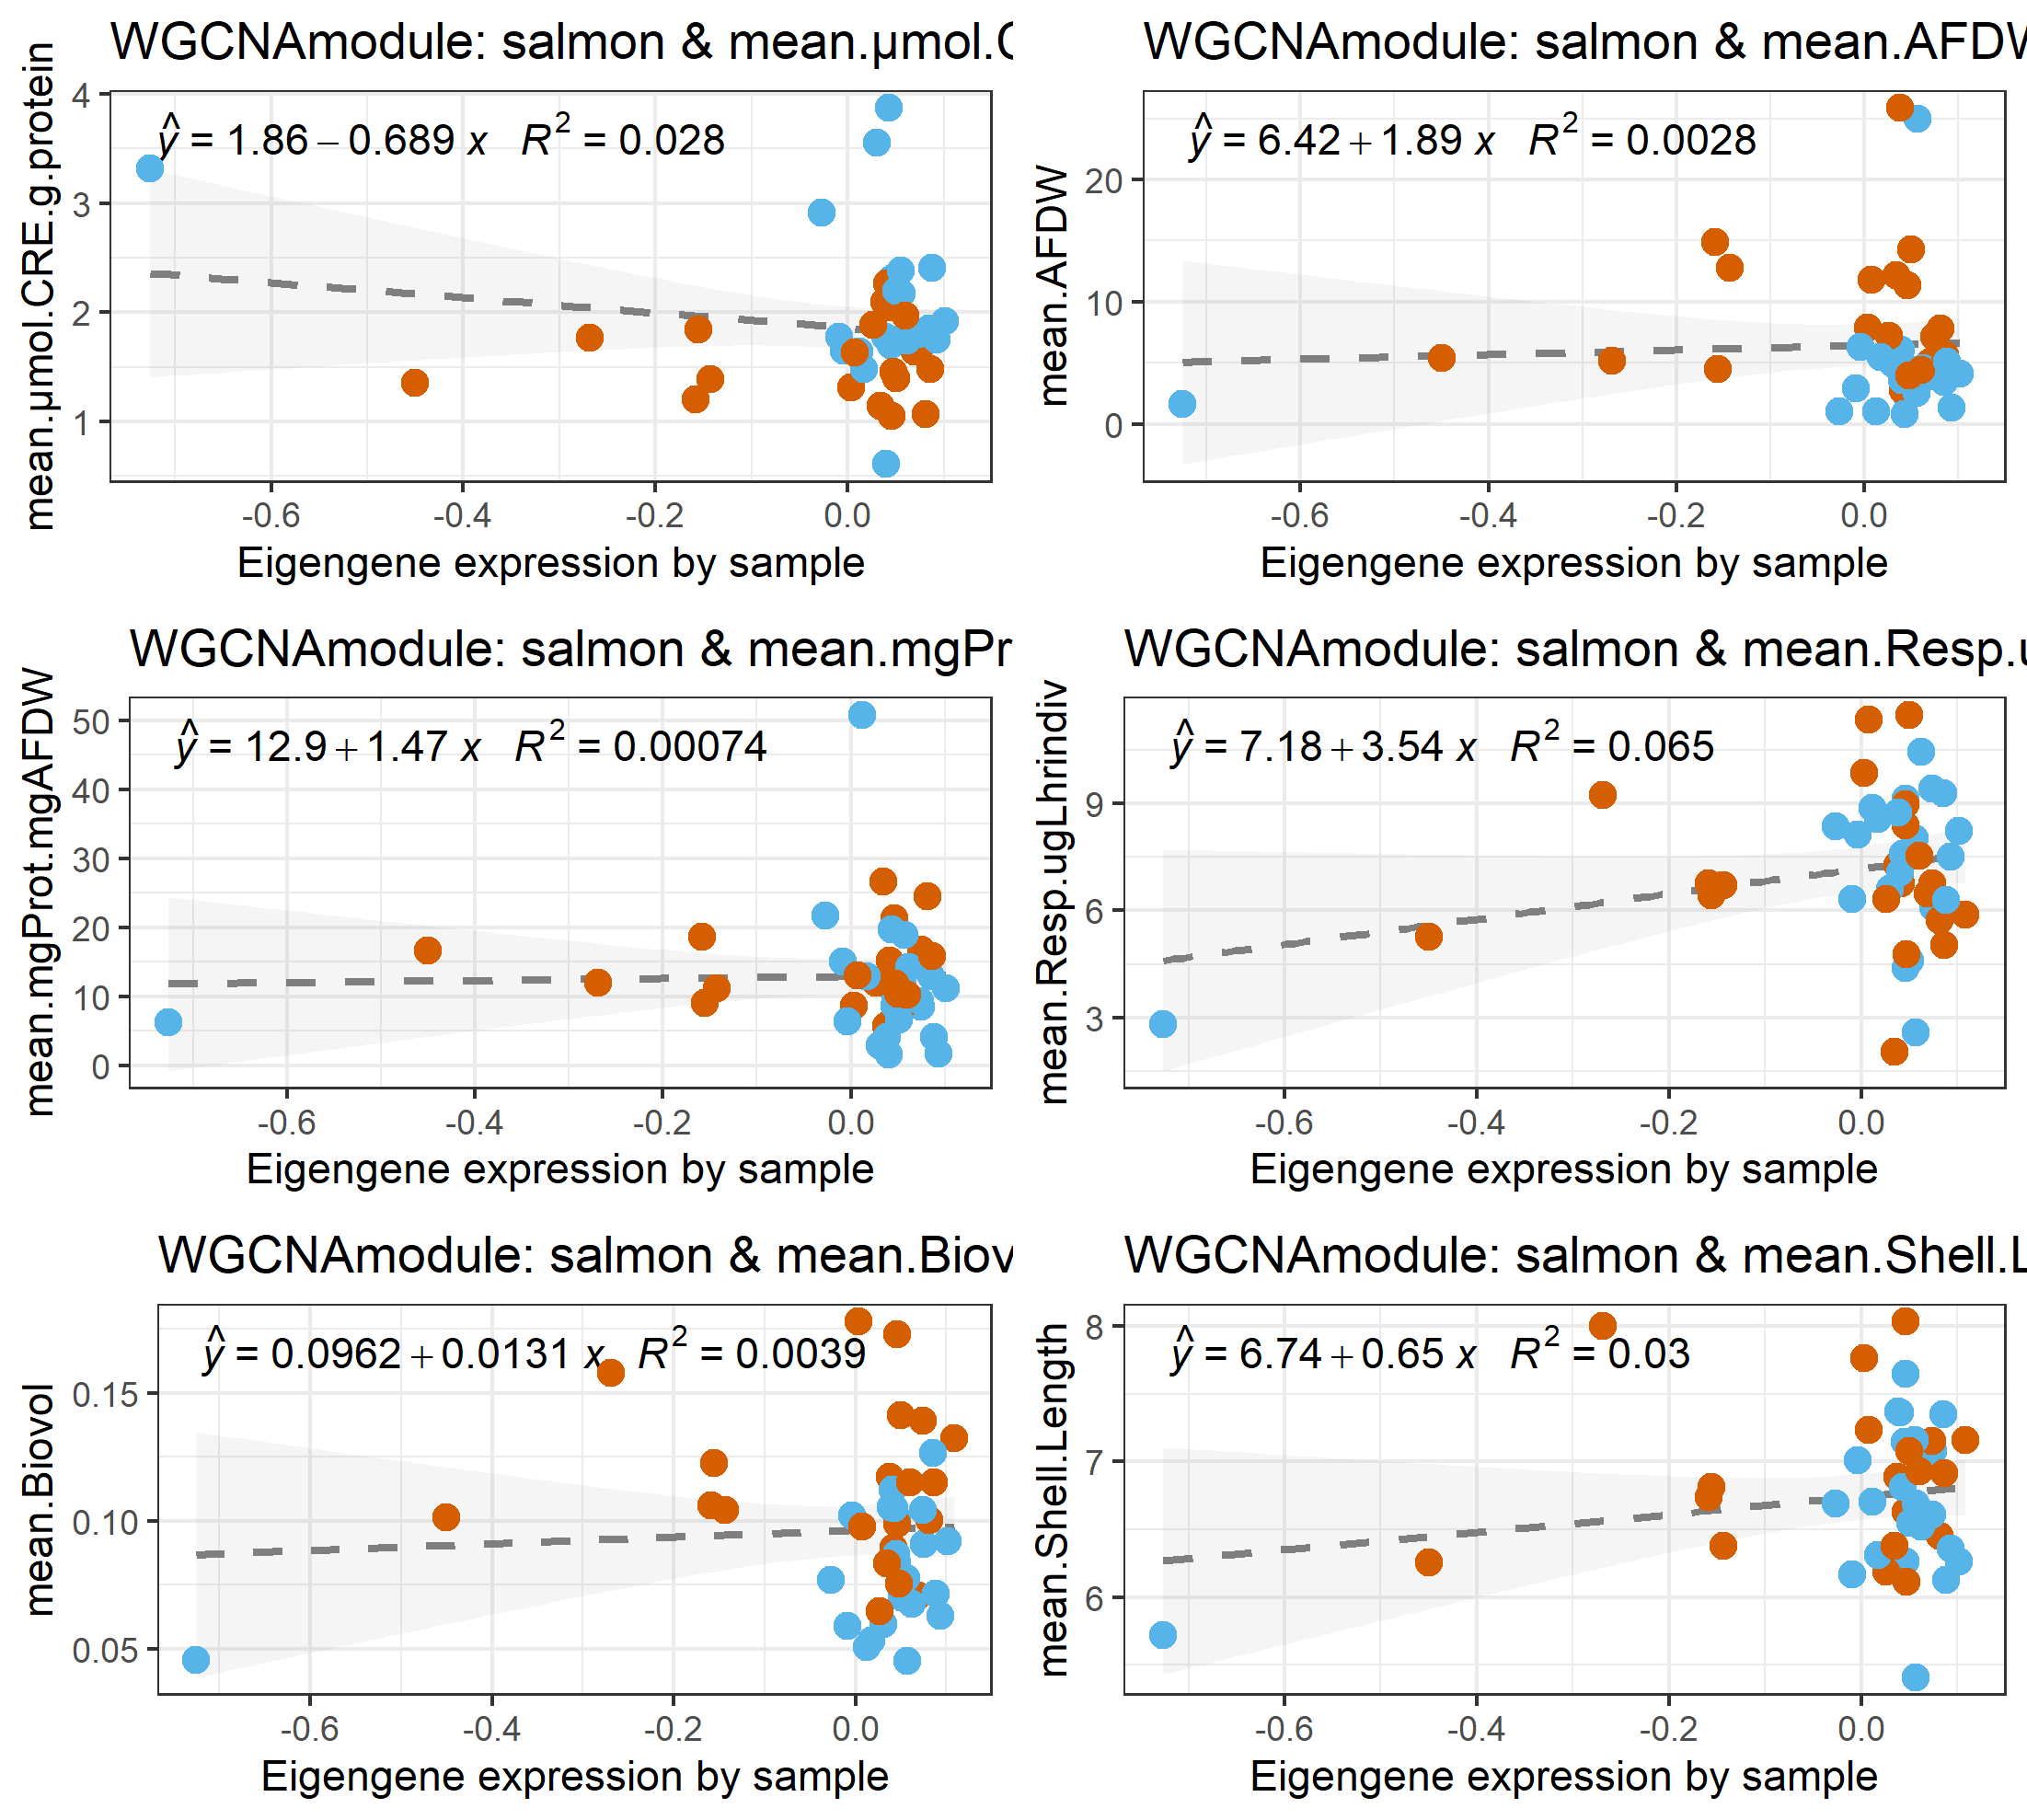 WGCNAmodule: salmon & mean.µmol.C
mean.µmol.CRE.g.protein
ŷ = 1.86 − 0.689 x R² = 0.028
4
3
2
1
-0.6 -0.4 -0.2 0.0
Eigengene expression by sample
WGCNAmodule: salmon & mean.AFDW
mean.AFDW
ŷ = 6.42 + 1.89 x R² = 0.0028
20
10
0
-0.6 -0.4 -0.2 0.0
Eigengene expression by sample
WGCNAmodule: salmon & mean.mgPr
mean.mgProt.mgAFDW
ŷ = 12.9 + 1.47 x R² = 0.00074
50
40
30
20
10
0
-0.6 -0.4 -0.2 0.0
Eigengene expression by sample
WGCNAmodule: salmon & mean.Resp.u
mean.Resp.ugLhrindiv
ŷ = 7.18 + 3.54 x R² = 0.065
9
6
3
-0.6 -0.4 -0.2 0.0
Eigengene expression by sample
WGCNAmodule: salmon & mean.Biov
mean.Biovol
ŷ = 0.0962 + 0.0131 x R² = 0.0039
0.15
0.10
0.05
-0.6 -0.4 -0.2 0.0
Eigengene expression by sample
WGCNAmodule: salmon & mean.Shell.L
mean.Shell.Length
ŷ = 6.74 + 0.65 x R² = 0.03
8
7
6
-0.6 -0.4 -0.2 0.0
Eigengene expression by sample